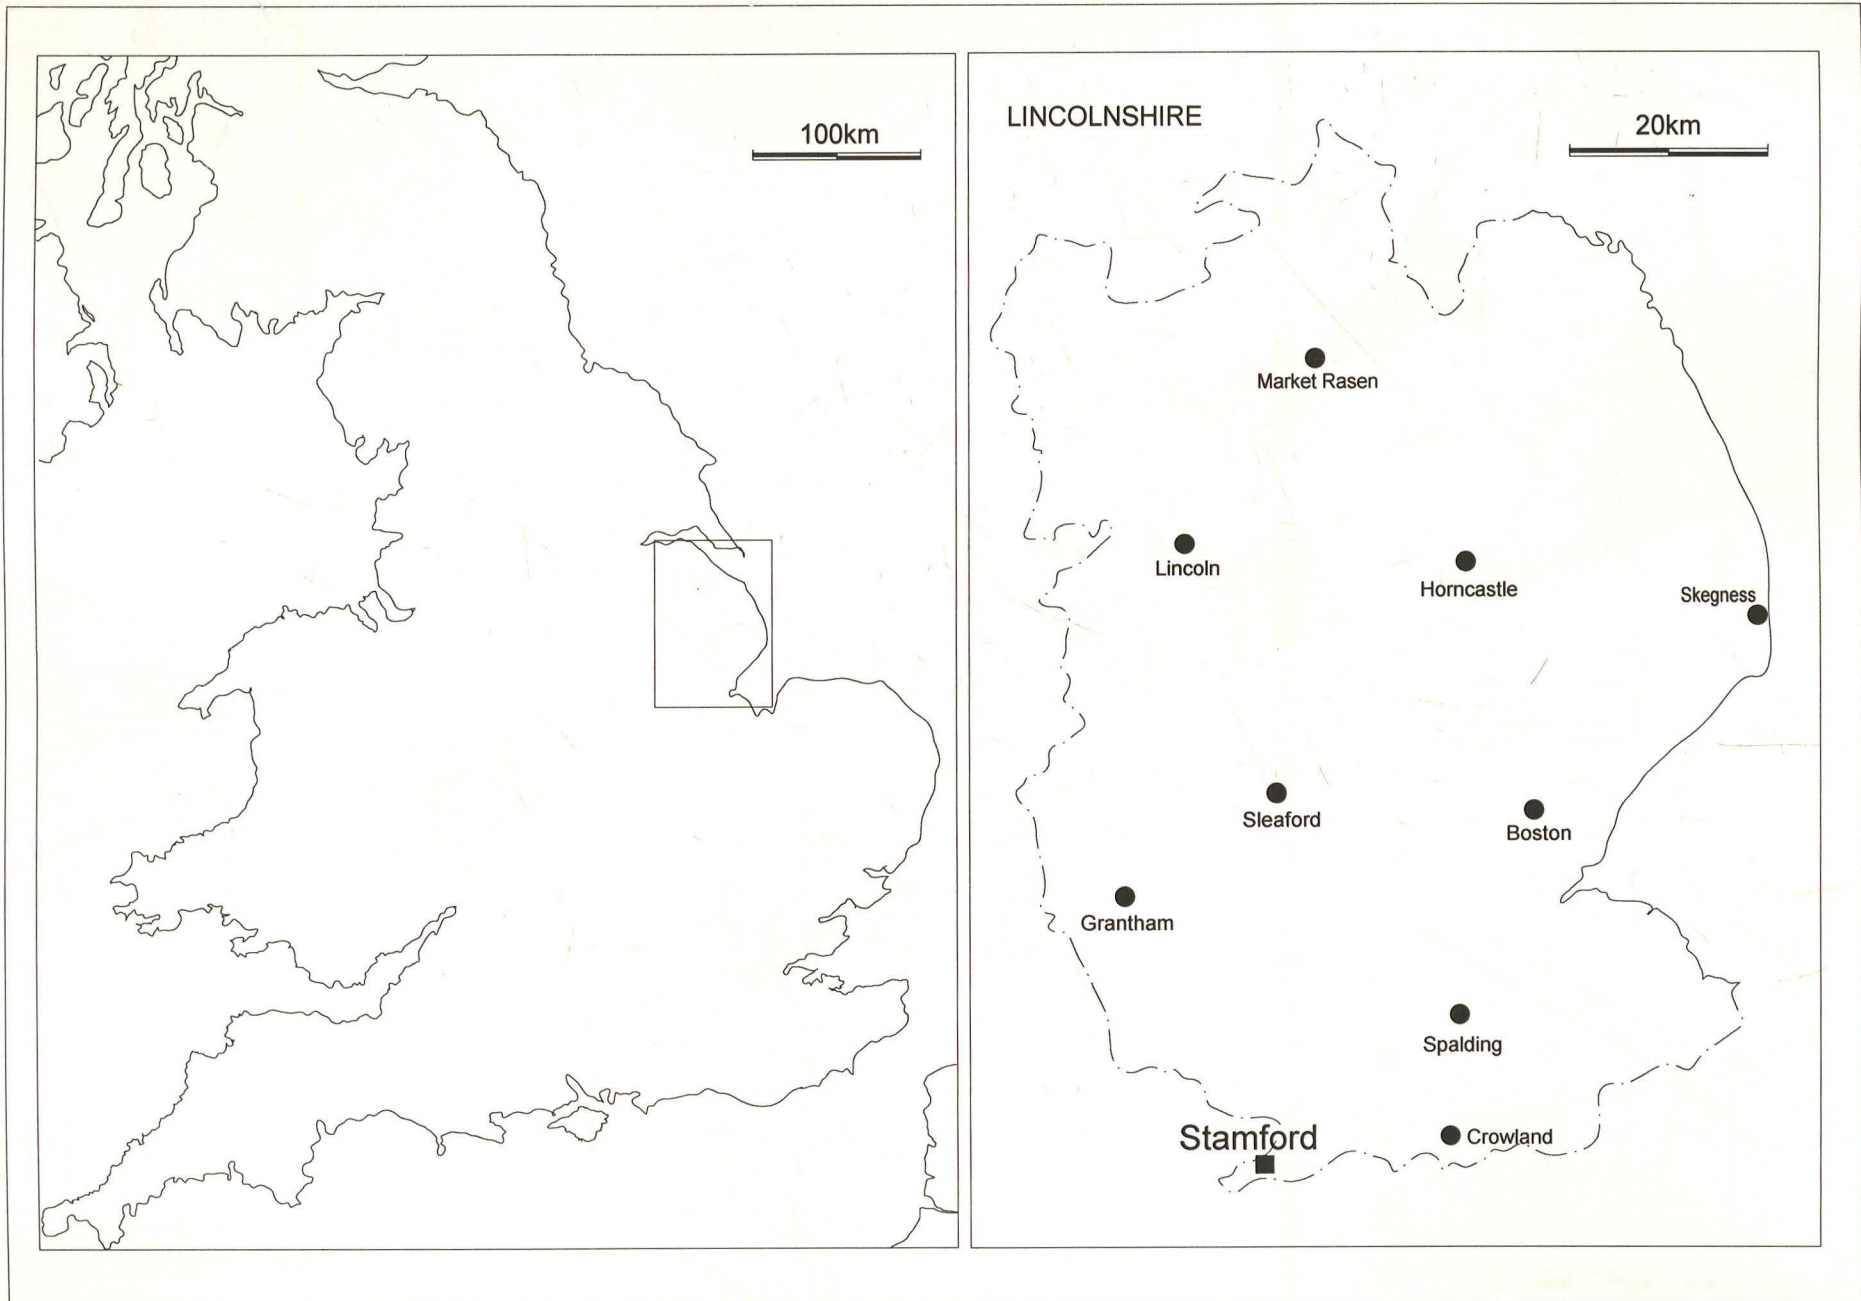 100km
LINCOLNSHIRE
20km
Market Rasen
Lincoln
Horncastle
Skegness
Sleaford
Boston
Grantham
Spalding
Stamford
Crowland